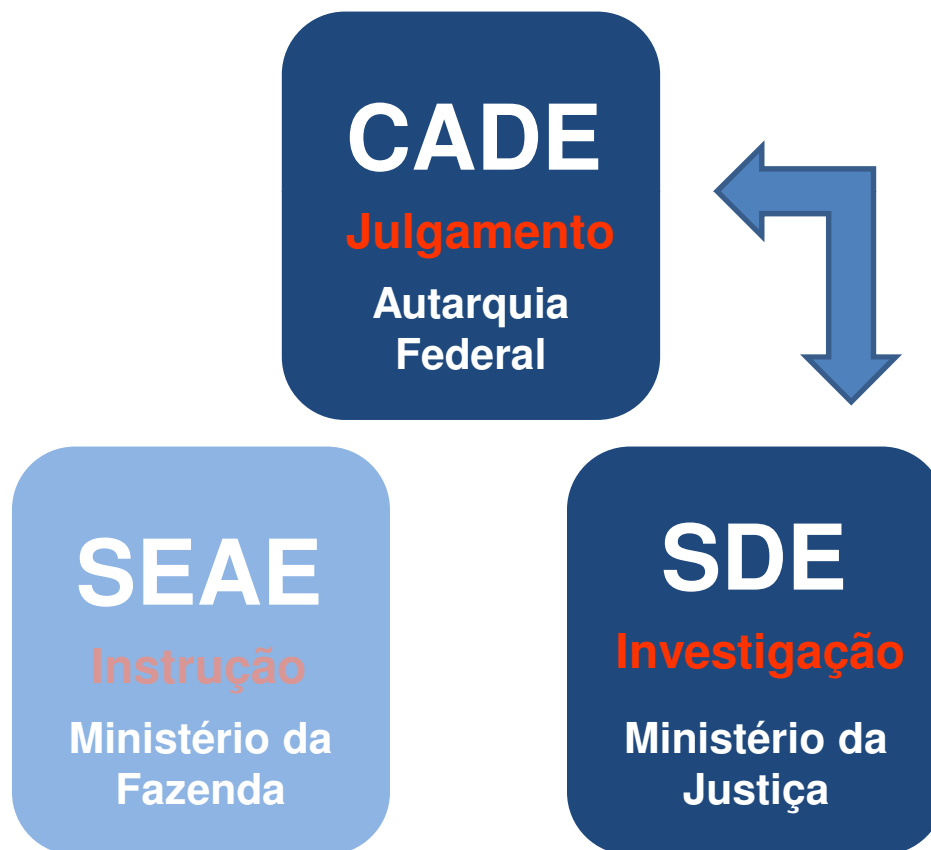 CADE
Julgamento
Autarquia
Federal
SEAE
Instrução
Ministério da
Fazenda
SDE
Investigação
Ministério da
Justiça